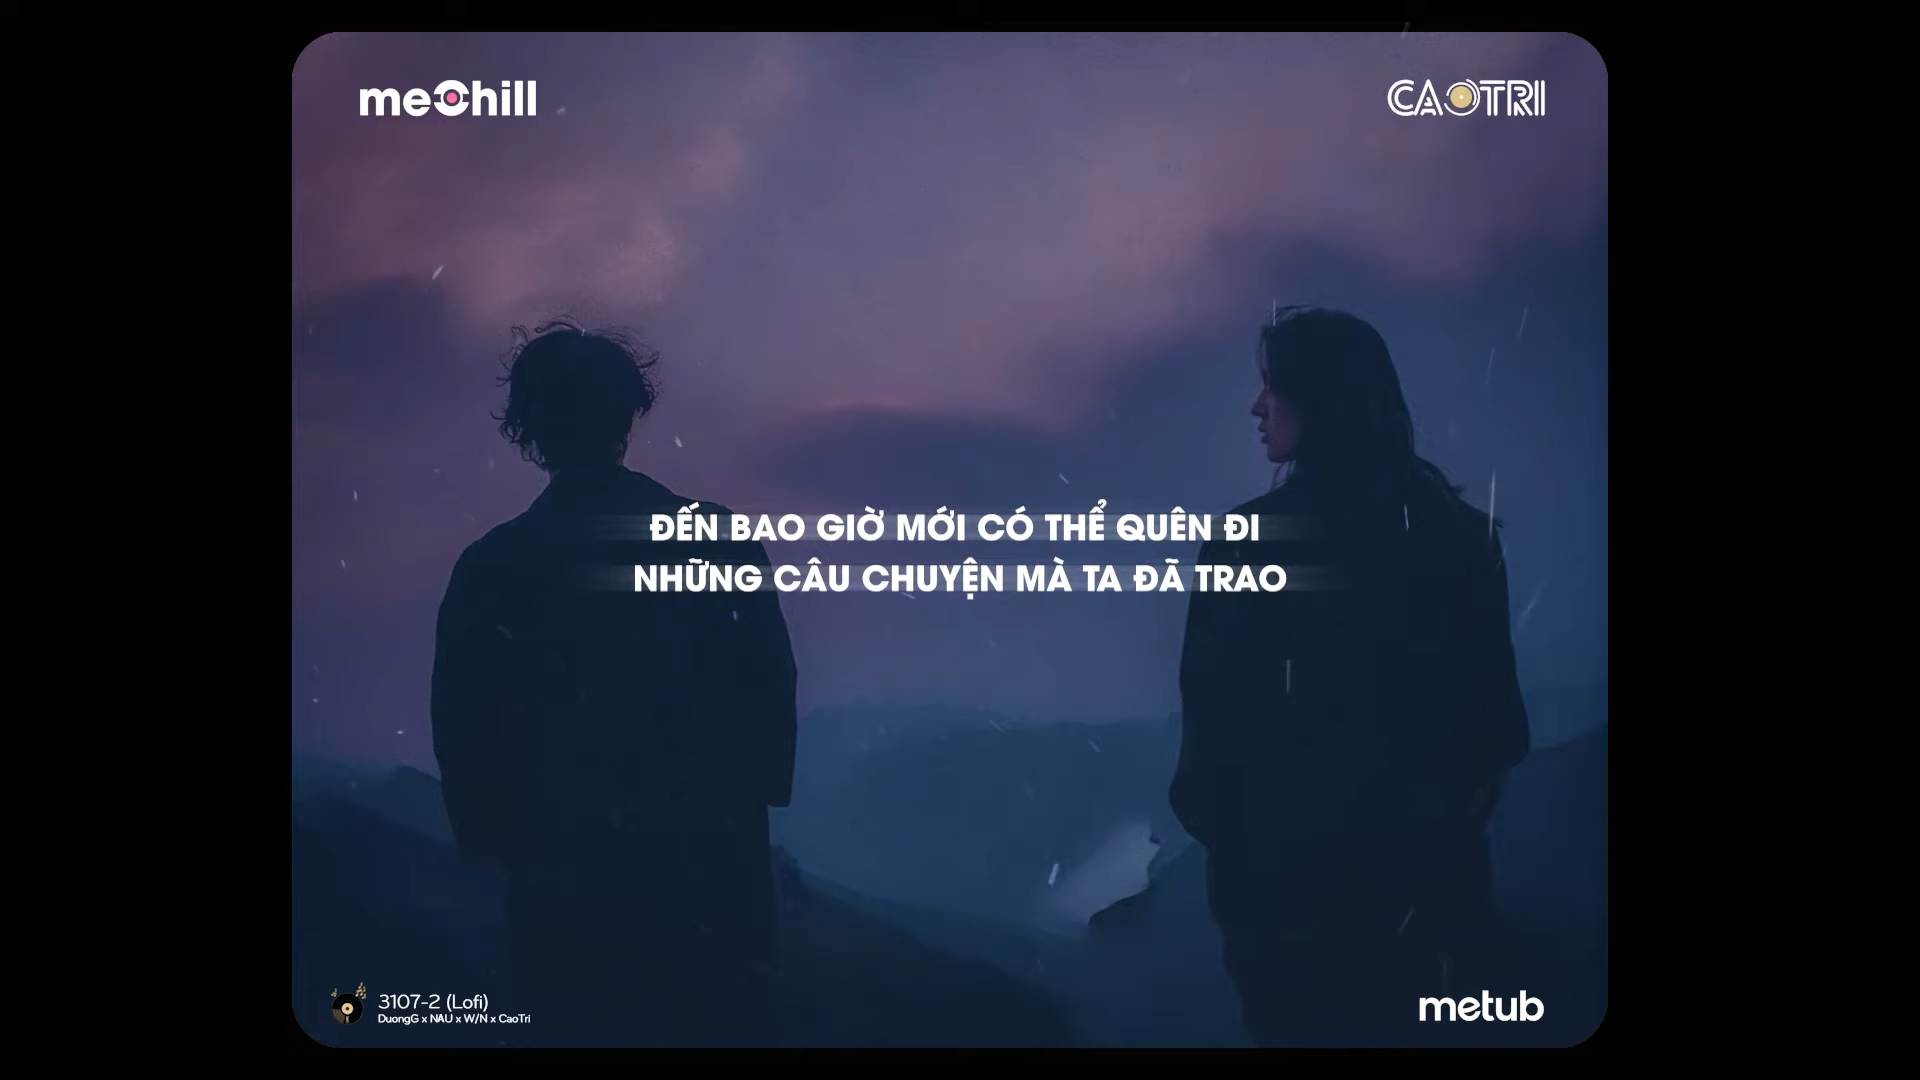 meChill
CAOTRI
ĐẾN BAO GIỜ MỚI CÓ THỂ QUÊN ĐI
NHỮNG CÂU CHUYỆN MÀ TA ĐÃ TRAO
3107-2 (Lofi)
DuongG x NÂU x W/N x CaoTri
metub